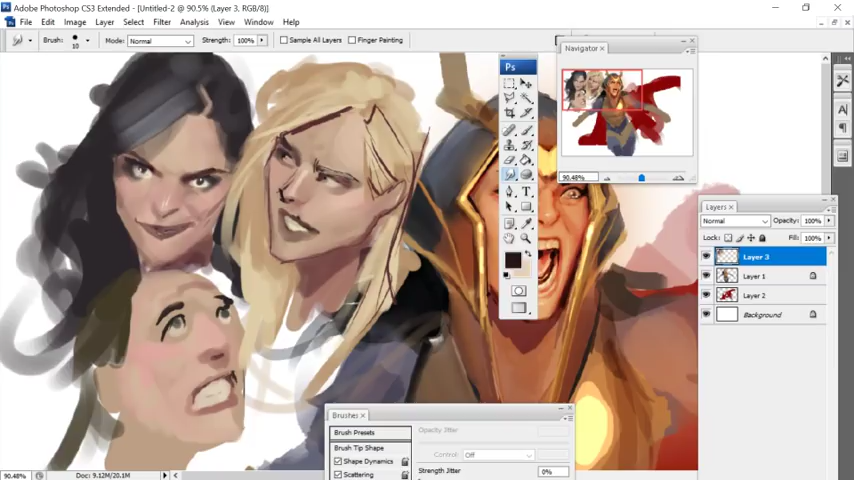 Adobe Photoshop CS3 Extended - [Untitled-2 @ 90.5% (Layer 3, RGB/8)]
File Edit Image Layer Select Filter Analysis View Window Help
Brush: 10 Mode: Normal Strength: 100% Sample All Layers Finger Painting
Navigator
Ps
T
90.48%
Layers
Normal Opacity: 100%
Lock: Fill: 100%
Layer 3
Layer 1
Layer 2
Background
Brushes
Brush Presets
Opacity Jitter
Brush Tip Shape
Control: Off
Shape Dynamics
Strength Jitter 0%
Scattering
90.48% Doc: 9.12M/20.1M